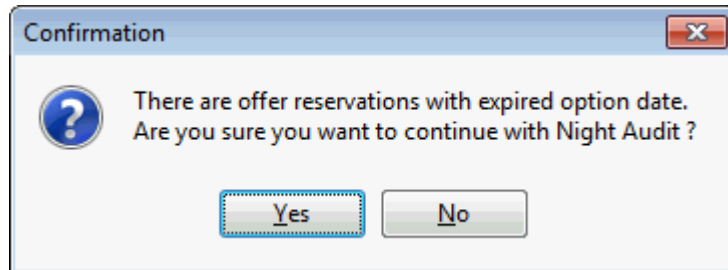 Confirmation
There are offer reservations with expired option date.
Are you sure you want to continue with Night Audit ?
Yes
No